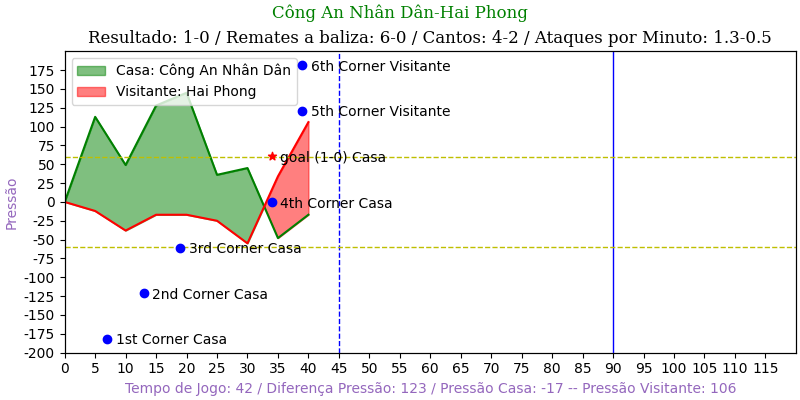 Công An Nhân Dân-Hai Phong
Resultado: 1-0 / Remates a baliza: 6-0 / Cantos: 4-2 / Ataques por Minuto: 1.3-0.5
Casa: Công An Nhân Dân
Visitante: Hai Phong
6th Corner Visitante
5th Corner Visitante
goal (1-0) Casa
4th Corner Casa
3rd Corner Casa
2nd Corner Casa
1st Corner Casa
Pressão
175
150
125
100
75
50
25
0
-25
-50
-75
-100
-125
-150
-175
-200
0 5 10 15 20 25 30 35 40 45 50 55 60 65 70 75 80 85 90 95 100 105 110 115
Tempo de Jogo: 42 / Diferença Pressão: 123 / Pressão Casa: -17 -- Pressão Visitante: 106